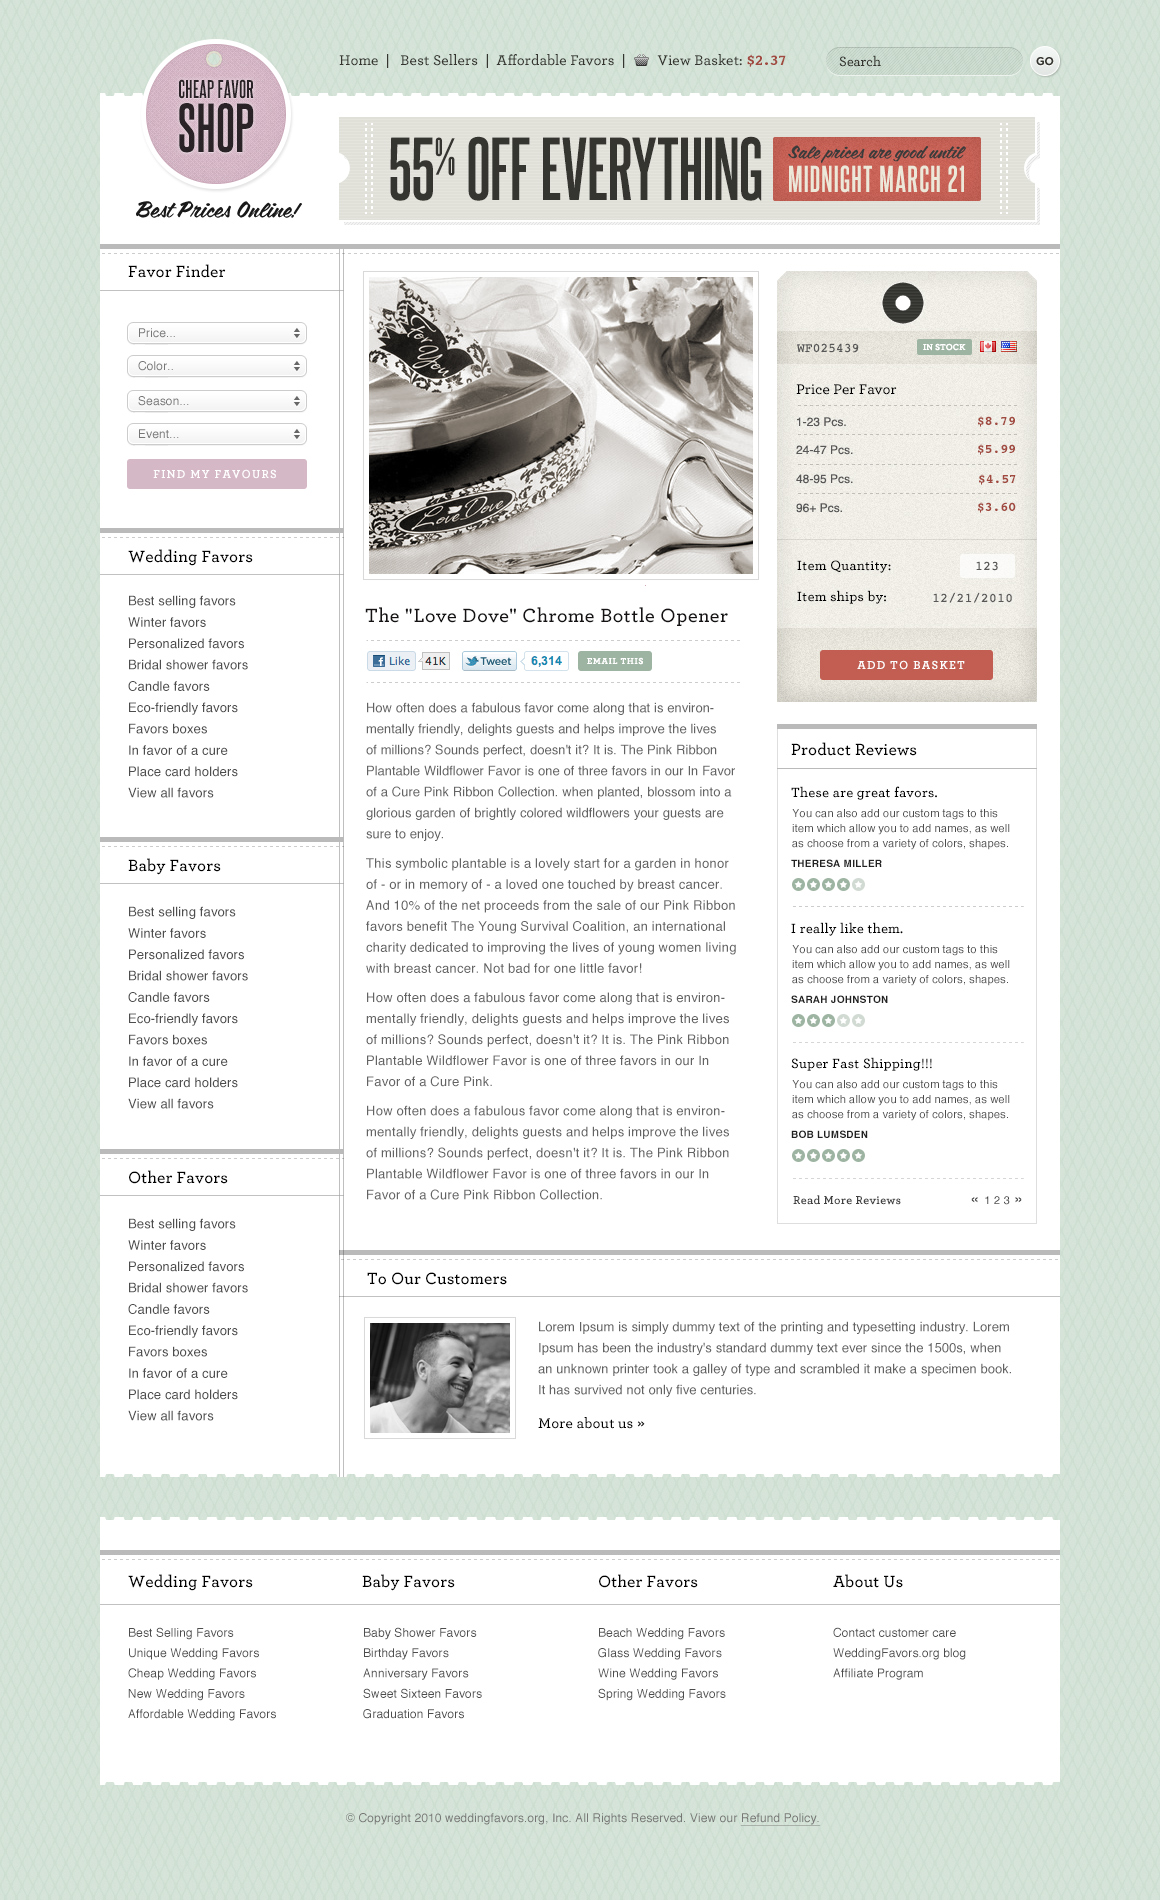 Home | Best Sellers | Affordable Favors | View Basket: $2.37
Search
GO
CHEAP FAVOR
SHOP
Best Prices Online!
55% OFF EVERYTHING
Sale prices are good until
MIDNIGHT MARCH 21
Favor Finder
Price...
Color..
Season...
Event...
FIND MY FAVOURS
Wedding Favors
Best selling favors
Winter favors
Personalized favors
Bridal shower favors
Candle favors
Eco-friendly favors
Favors boxes
In favor of a cure
Place card holders
View all favors
Baby Favors
Best selling favors
Winter favors
Personalized favors
Bridal shower favors
Candle favors
Eco-friendly favors
Favors boxes
In favor of a cure
Place card holders
View all favors
Other Favors
Best selling favors
Winter favors
Personalized favors
Bridal shower favors
Candle favors
Eco-friendly favors
Favors boxes
In favor of a cure
Place card holders
View all favors
For You
Love Dove
The "Love Dove" Chrome Bottle Opener
Like 41K Tweet 6,314 EMAIL THIS
How often does a fabulous favor come along that is environ-
mentally friendly, delights guests and helps improve the lives
of millions? Sounds perfect, doesn't it? It is. The Pink Ribbon
Plantable Wildflower Favor is one of three favors in our In Favor
of a Cure Pink Ribbon Collection. when planted, blossom into a
glorious garden of brightly colored wildflowers your guests are
sure to enjoy.
This symbolic plantable is a lovely start for a garden in honor
of - or in memory of - a loved one touched by breast cancer.
And 10% of the net proceeds from the sale of our Pink Ribbon
favors benefit The Young Survival Coalition, an international
charity dedicated to improving the lives of young women living
with breast cancer. Not bad for one little favor!
How often does a fabulous favor come along that is environ-
mentally friendly, delights guests and helps improve the lives
of millions? Sounds perfect, doesn't it? It is. The Pink Ribbon
Plantable Wildflower Favor is one of three favors in our In
Favor of a Cure Pink.
How often does a fabulous favor come along that is environ-
mentally friendly, delights guests and helps improve the lives
of millions? Sounds perfect, doesn't it? It is. The Pink Ribbon
Plantable Wildflower Favor is one of three favors in our In
Favor of a Cure Pink Ribbon Collection.
WF025439 IN STOCK
Price Per Favor
1-23 Pcs. $8.79
24-47 Pcs. $5.99
48-95 Pcs. $4.57
96+ Pcs. $3.60
Item Quantity: 123
Item ships by: 12/21/2010
ADD TO BASKET
Product Reviews
These are great favors.
You can also add our custom tags to this
item which allow you to add names, as well
as choose from a variety of colors, shapes.
THERESA MILLER
I really like them.
You can also add our custom tags to this
item which allow you to add names, as well
as choose from a variety of colors, shapes.
SARAH JOHNSTON
Super Fast Shipping!!!
You can also add our custom tags to this
item which allow you to add names, as well
as choose from a variety of colors, shapes.
BOB LUMSDEN
Read More Reviews « 1 2 3 »
To Our Customers
Lorem Ipsum is simply dummy text of the printing and typesetting industry. Lorem
Ipsum has been the industry's standard dummy text ever since the 1500s, when
an unknown printer took a galley of type and scrambled it make a specimen book.
It has survived not only five centuries.
More about us »
Wedding Favors
Best Selling Favors
Unique Wedding Favors
Cheap Wedding Favors
New Wedding Favors
Affordable Wedding Favors
Baby Favors
Baby Shower Favors
Birthday Favors
Anniversary Favors
Sweet Sixteen Favors
Graduation Favors
Other Favors
Beach Wedding Favors
Glass Wedding Favors
Wine Wedding Favors
Spring Wedding Favors
About Us
Contact customer care
WeddingFavors.org blog
Affiliate Program
© Copyright 2010 weddingfavors.org, Inc. All Rights Reserved. View our Refund Policy.